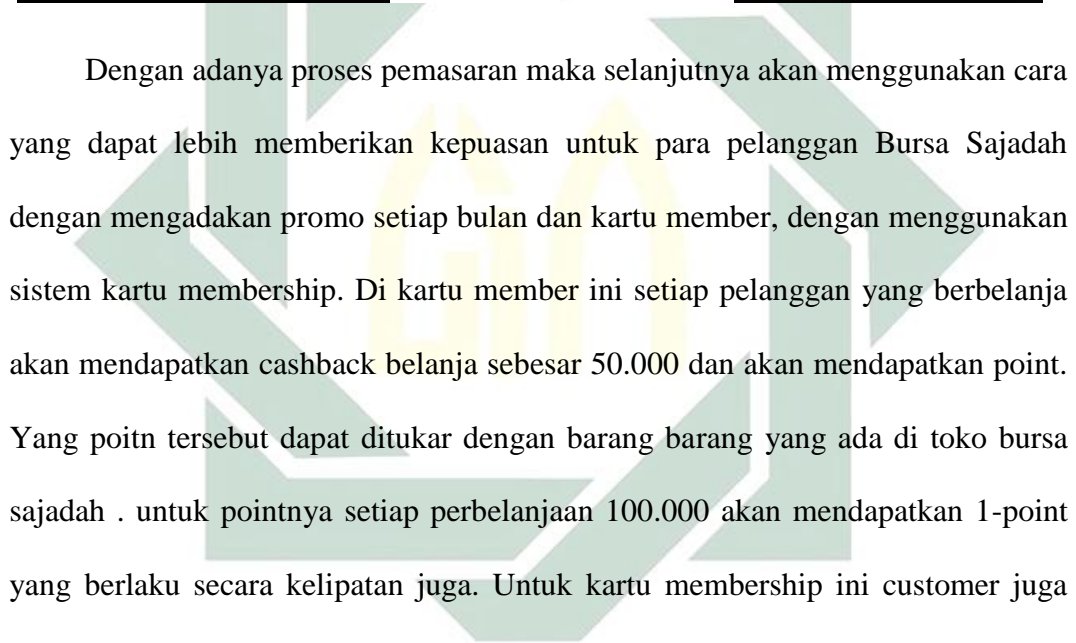 Dengan adanya proses pemasaran maka selanjutnya akan menggunakan cara
yang dapat lebih memberikan kepuasan untuk para pelanggan Bursa Sajadah
dengan mengadakan promo setiap bulan dan kartu member, dengan menggunakan
sistem kartu membership. Di kartu member ini setiap pelanggan yang berbelanja
akan mendapatkan cashback belanja sebesar 50.000 dan akan mendapatkan point.
Yang poitn tersebut dapat ditukar dengan barang barang yang ada di toko bursa
sajadah . untuk pointnya setiap perbelanjaan 100.000 akan mendapatkan 1-point
yang berlaku secara kelipatan juga. Untuk kartu membership ini customer juga